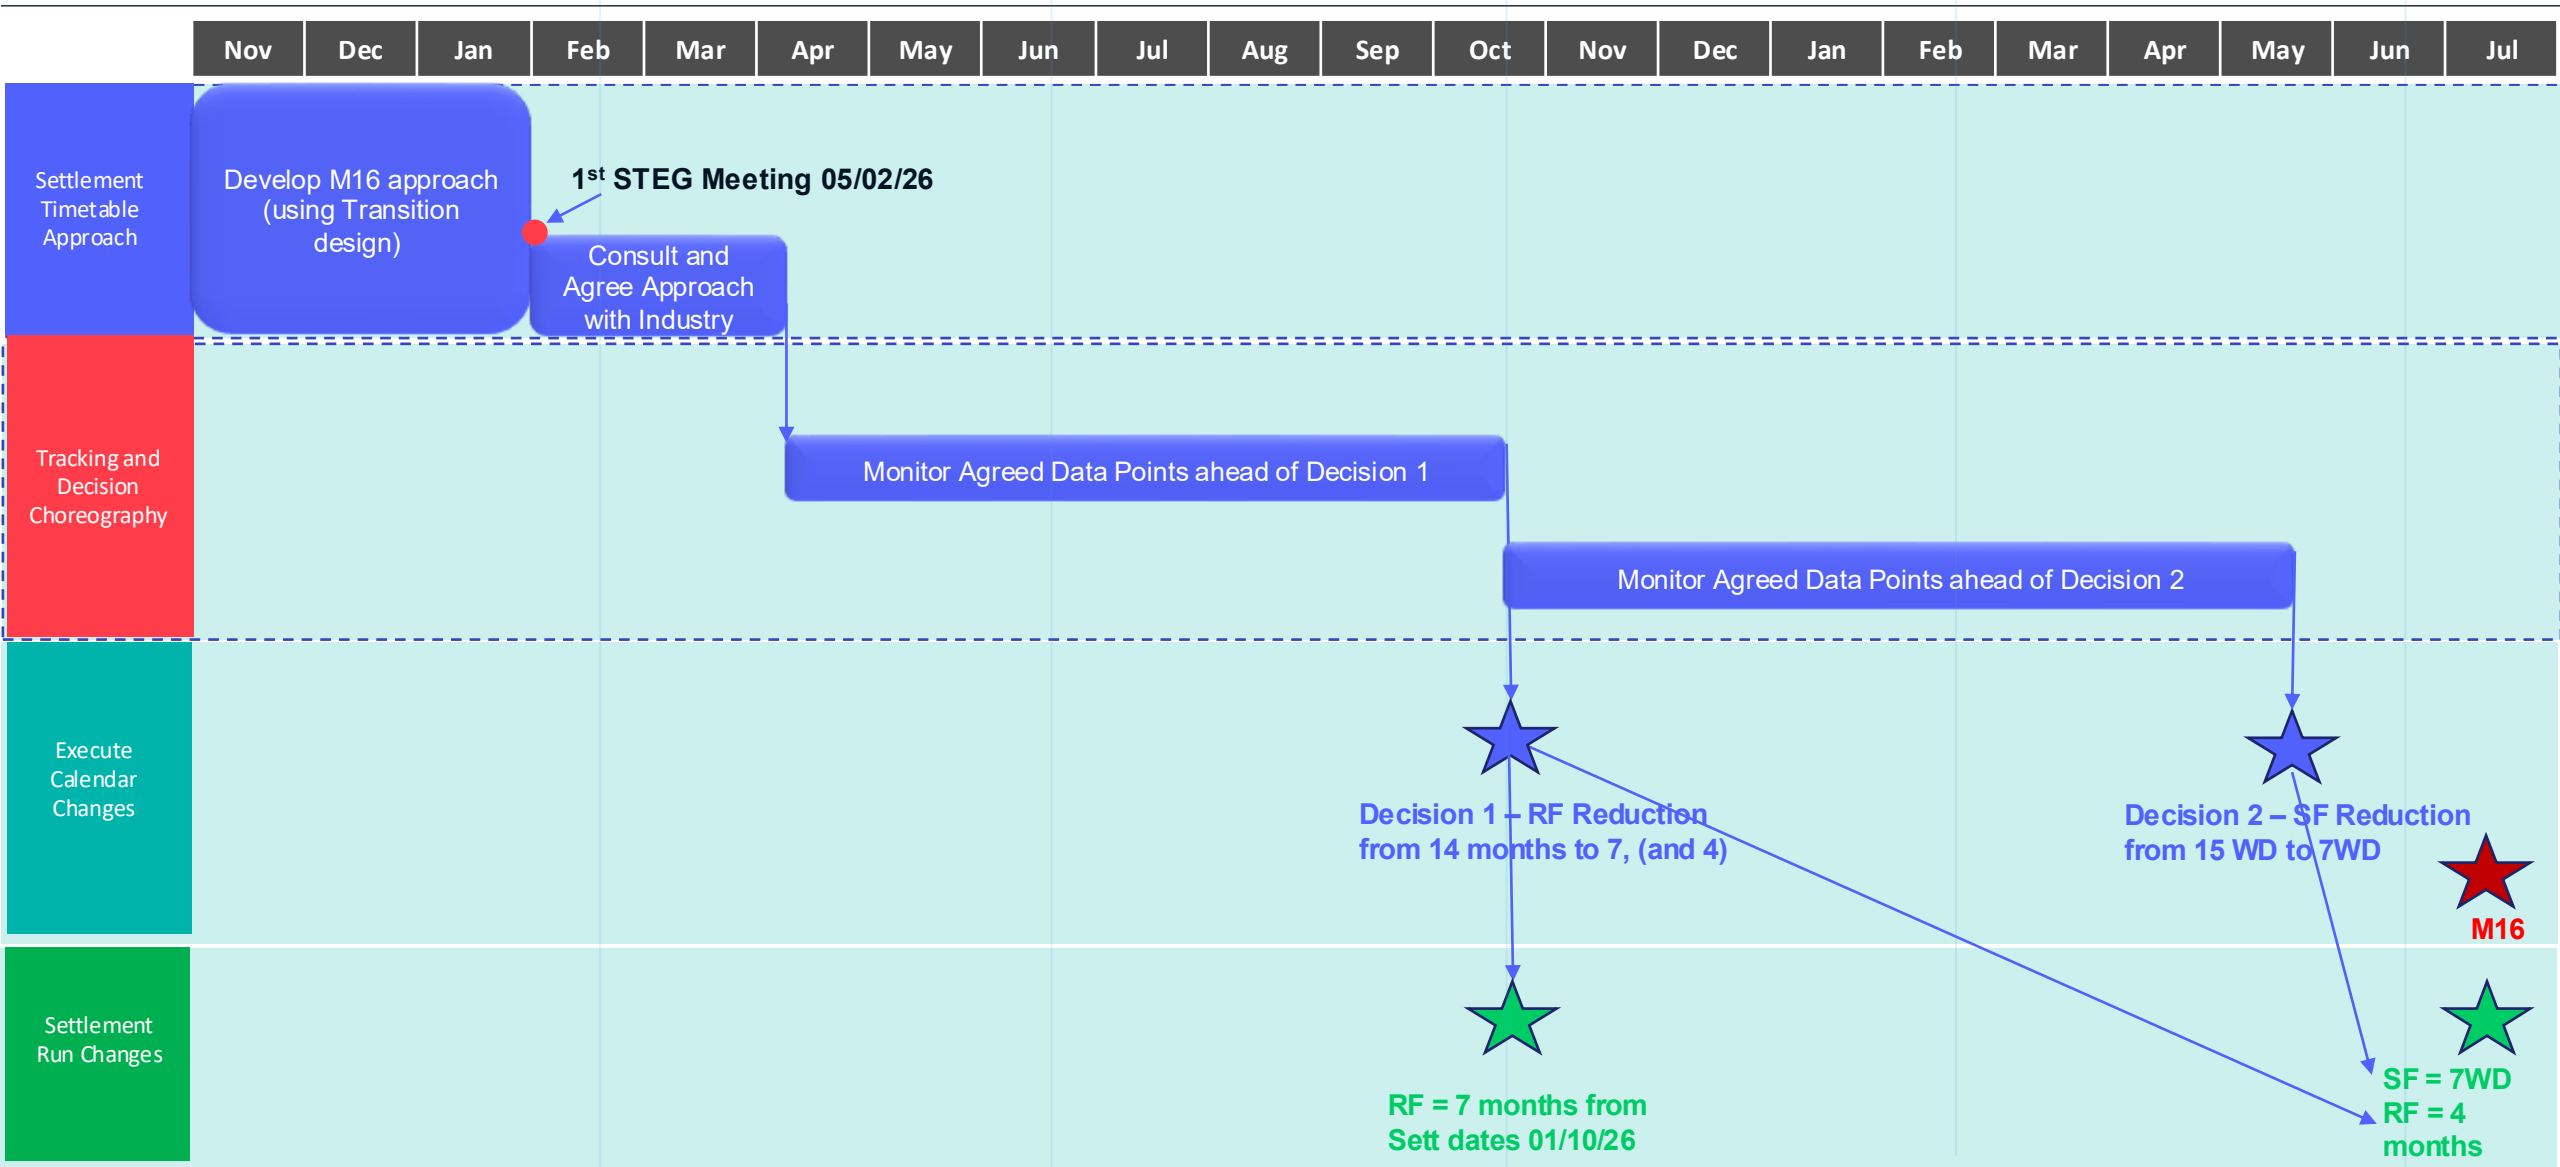 Nov Dec Jan Feb Mar Apr May Jun Jul Aug Sep Oct Nov Dec Jan Feb Mar Apr May Jun Jul
Settlement
Timetable
Approach
Develop M16 approach
(using Transition
design)
1st STEG Meeting 05/02/26
Consult and
Agree Approach
with Industry
Tracking and
Decision
Choreography
Monitor Agreed Data Points ahead of Decision 1
Monitor Agreed Data Points ahead of Decision 2
Execute
Calendar
Changes
Decision 1 – RF Reduction
from 14 months to 7, (and 4)
Decision 2 – SF Reduction
from 15 WD to 7WD
M16
Settlement
Run Changes
RF = 7 months from
Sett dates 01/10/26
SF = 7WD
RF = 4
months